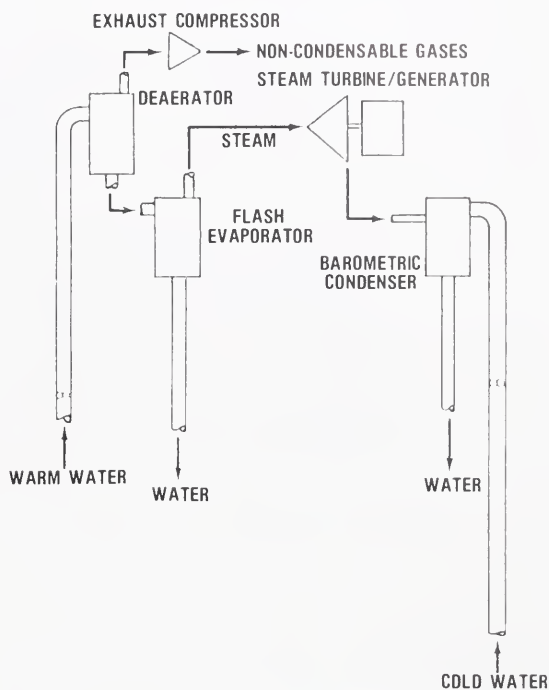 EXHAUST COMPRESSOR
NON-CONDENSABLE GASES
STEAM TURBINE/GENERATOR
DEAERATOR
STEAM
FLASH
EVAPORATOR
BAROMETRIC
CONDENSER
WARM WATER
WATER
WATER
COLD WATER